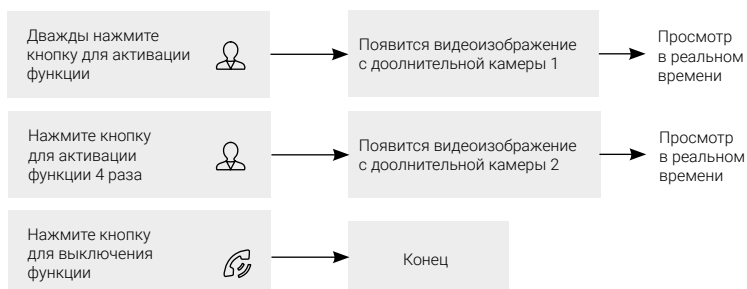 Дважды нажмите
кнопку для активации
функции
Появится видеоизображение
с доолнительной камеры 1
Просмотр
в реальном
времени
Нажмите кнопку
для активации
функции 4 раза
Появится видеоизображение
с доолнительной камеры 2
Просмотр
в реальном
времени
Нажмите кнопку
для выключения
функции
Конец